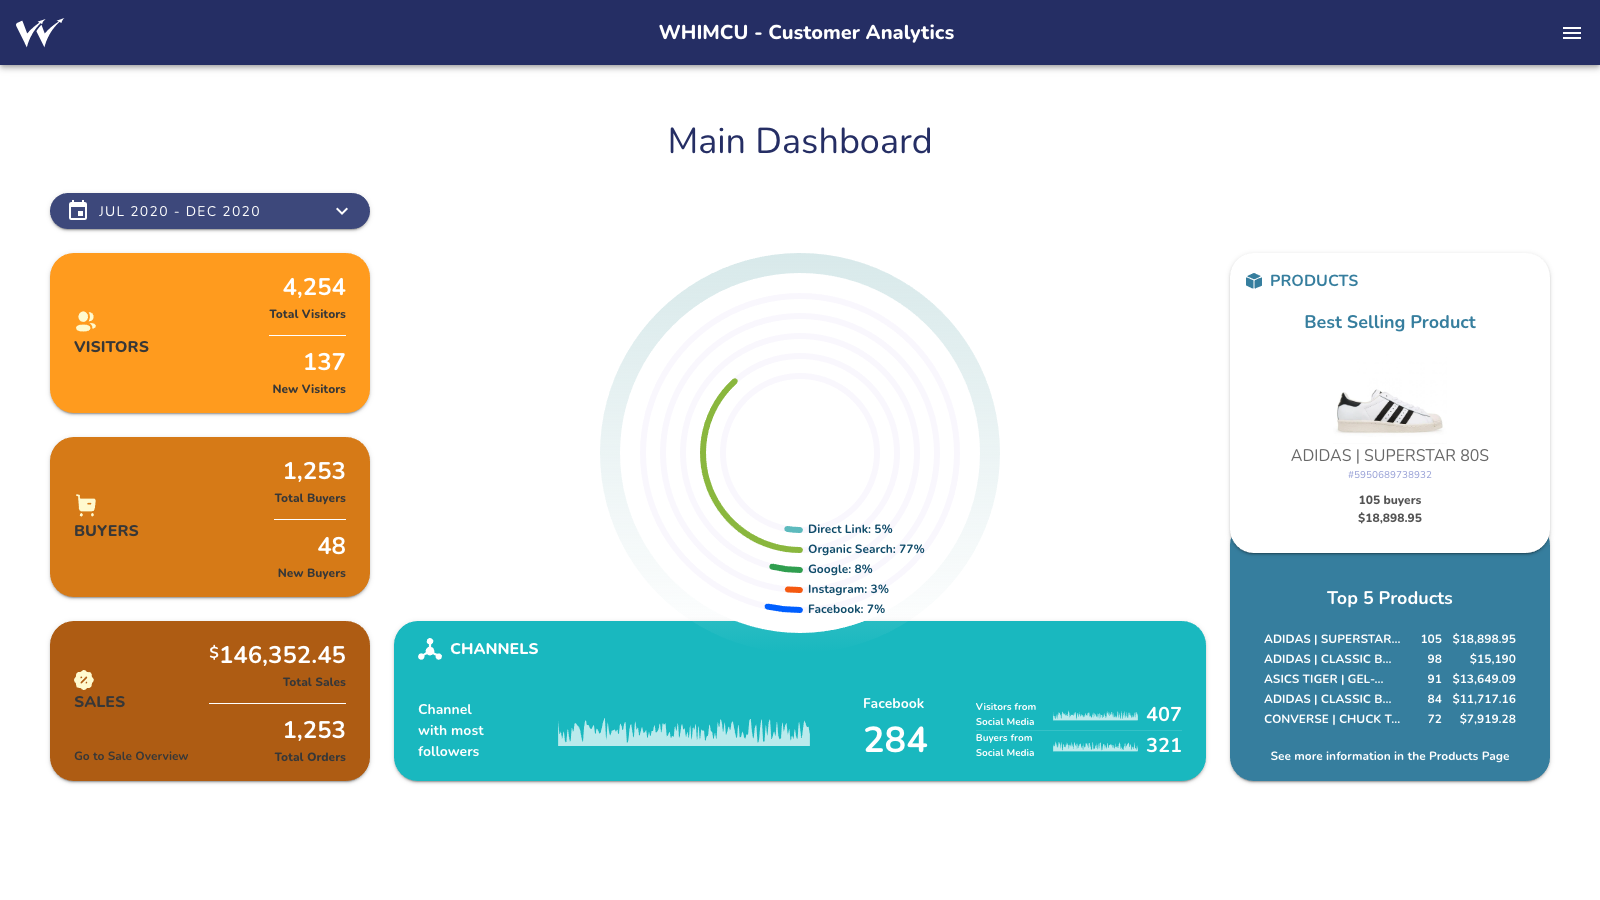 WHIMCU - Customer Analytics
Main Dashboard
JUL 2020 - DEC 2020
4,254
Total Visitors
VISITORS
137
New Visitors
1,253
Total Buyers
BUYERS
48
New Buyers
$146,352.45
Total Sales
SALES
1,253
Go to Sale Overview
Total Orders
Direct Link: 5%
Organic Search: 77%
Google: 8%
Instagram: 3%
Facebook: 7%
CHANNELS
Channel
with most
followers
Facebook
284
Visitors from
Social Media
407
Buyers from
Social Media
321
PRODUCTS
Best Selling Product
ADIDAS | SUPERSTAR 80S
#5950689738932
105 buyers
$18,898.95
Top 5 Products
ADIDAS | SUPERSTAR... 105 $18,898.95
ADIDAS | CLASSIC B... 98 $15,190
ASICS TIGER | GEL-... 91 $13,649.09
ADIDAS | CLASSIC B... 84 $11,717.16
CONVERSE | CHUCK T... 72 $7,919.28
See more information in the Products Page